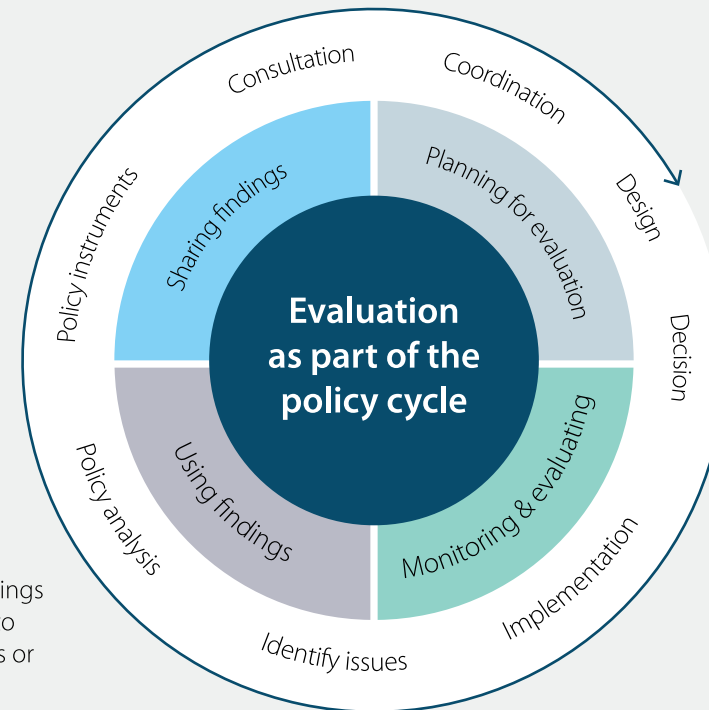 Consultation
Coordination
Design
Decision
Implementation
Identify issues
Policy analysis
Policy instruments
Sharing findings
Planning for evaluation
Monitoring & evaluating
Using findings
Evaluation
as part of the
policy cycle
or